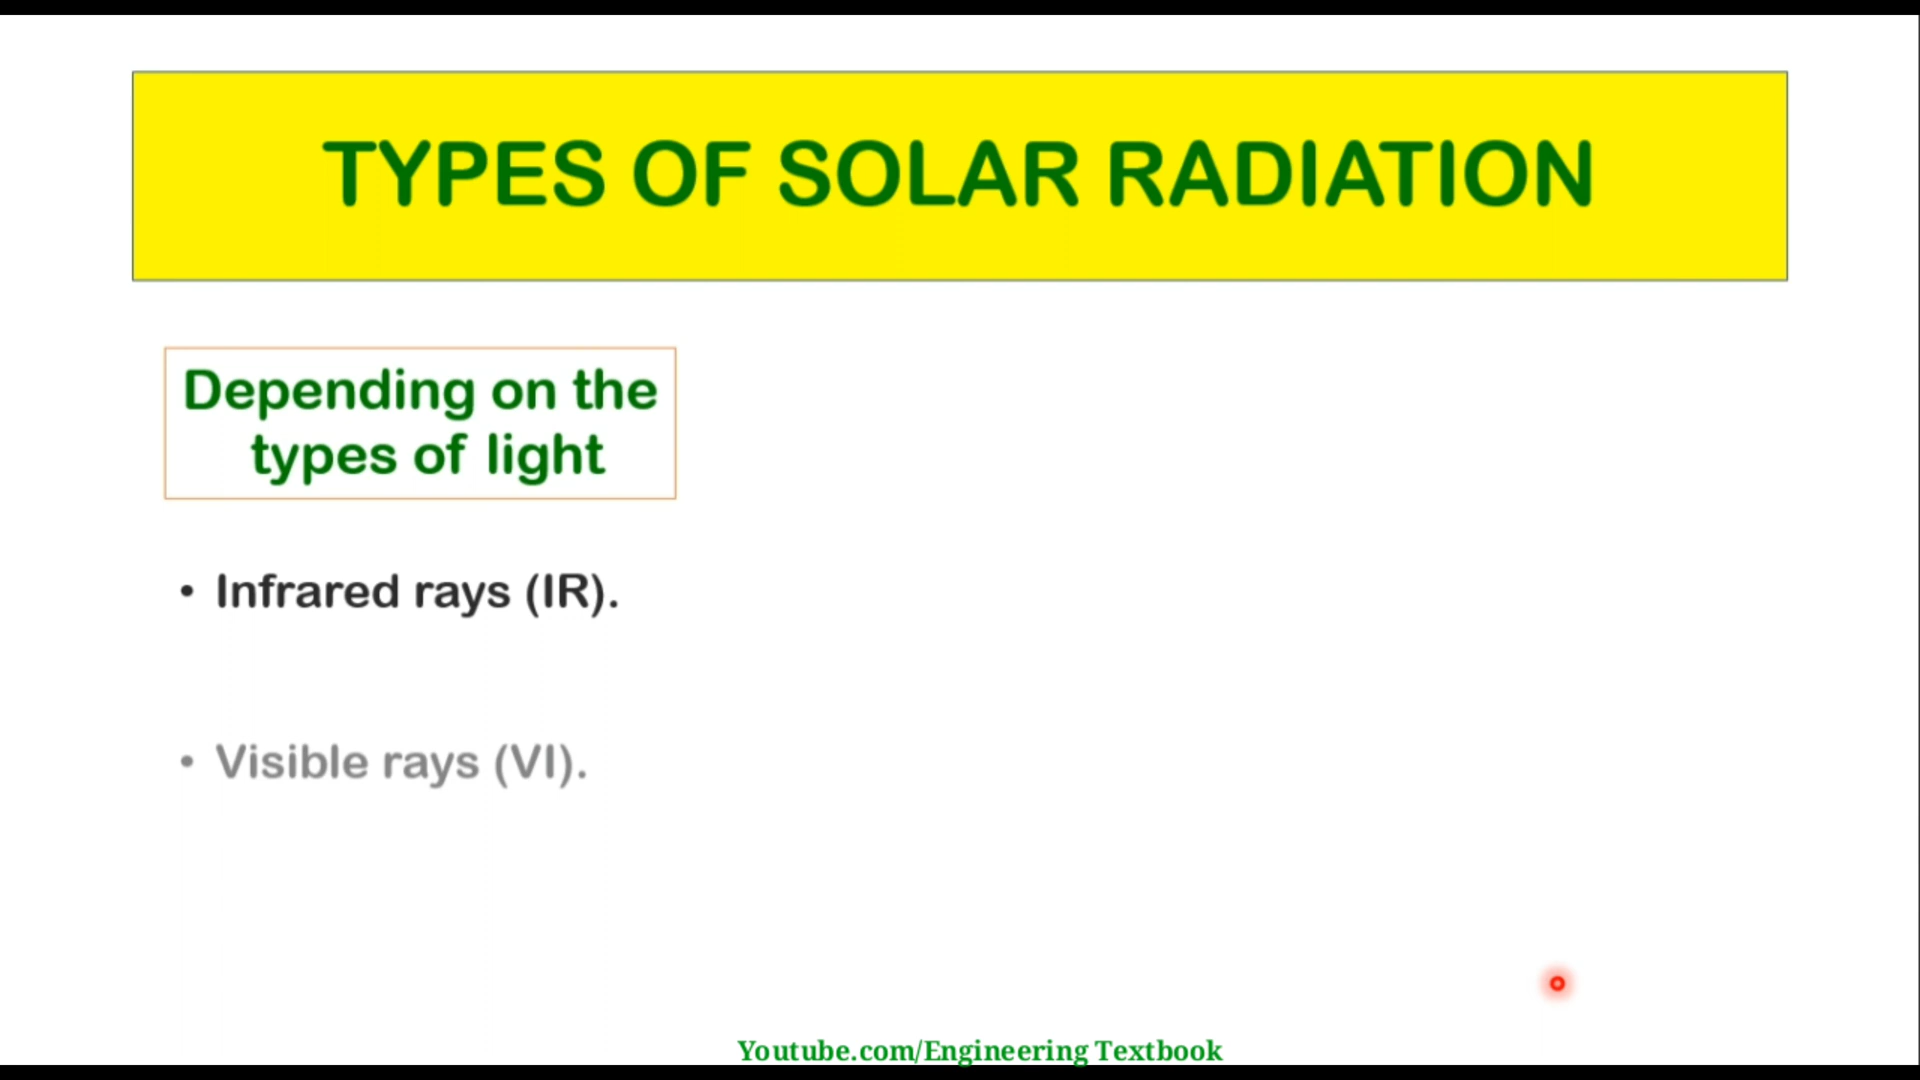 TYPES OF SOLAR RADIATION
Depending on the
types of light
• Infrared rays (IR).
• Visible rays (VI).
Youtube.com/Engineering Textbook